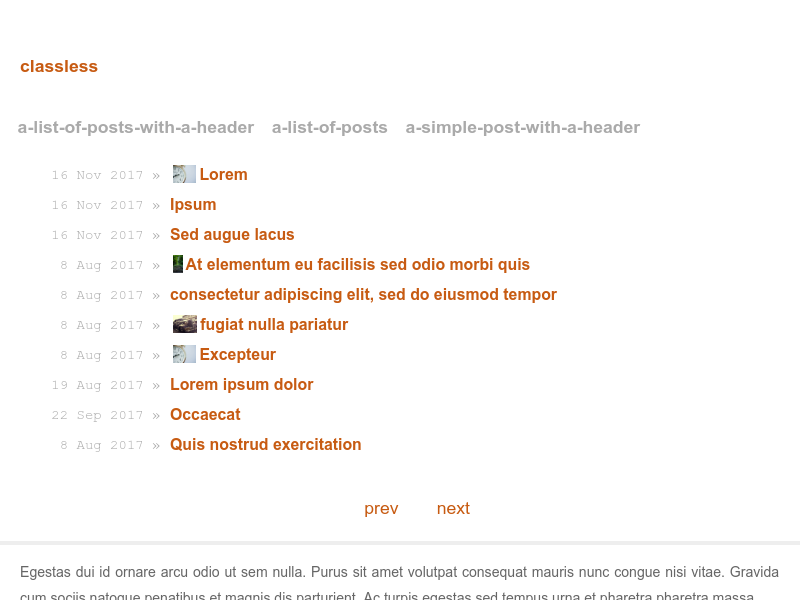 classless
a-list-of-posts-with-a-header a-list-of-posts a-simple-post-with-a-header
16 Nov 2017 » Lorem
16 Nov 2017 » Ipsum
16 Nov 2017 » Sed augue lacus
8 Aug 2017 » At elementum eu facilisis sed odio morbi quis
8 Aug 2017 » consectetur adipiscing elit, sed do eiusmod tempor
8 Aug 2017 » fugiat nulla pariatur
8 Aug 2017 » Excepteur
19 Aug 2017 » Lorem ipsum dolor
22 Sep 2017 » Occaecat
8 Aug 2017 » Quis nostrud exercitation
prev next
Egestas dui id ornare arcu odio ut sem nulla. Purus sit amet volutpat consequat mauris nunc congue nisi vitae. Gravida
cum sociis natoque penatibus et magnis dis parturient. Ac turpis egestas sed tempus urna et pharetra pharetra massa.